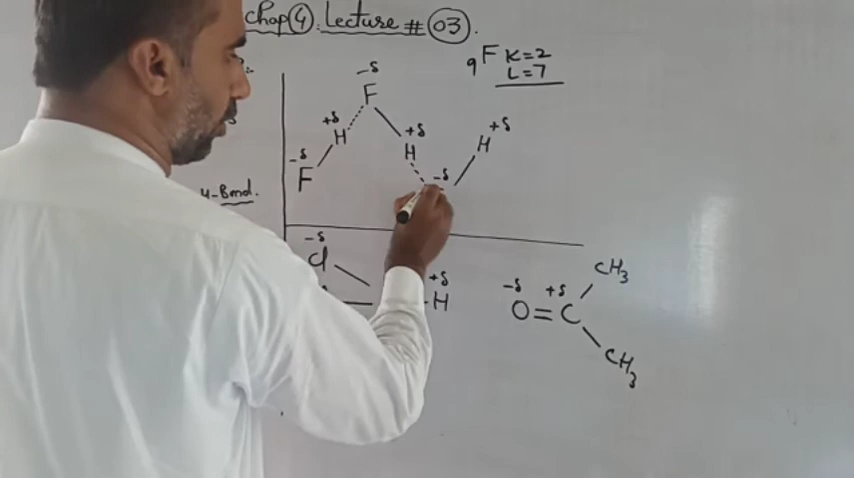 Chap(4). Lecture # (03).
9F K=2
L=7
-δ
F
+δ
H
-δ
F
+δ
H
-δ
+δ
H
H-Bond.
-δ
Cl
+δ
-H
-δ +δ
O=C
CH3
CH3